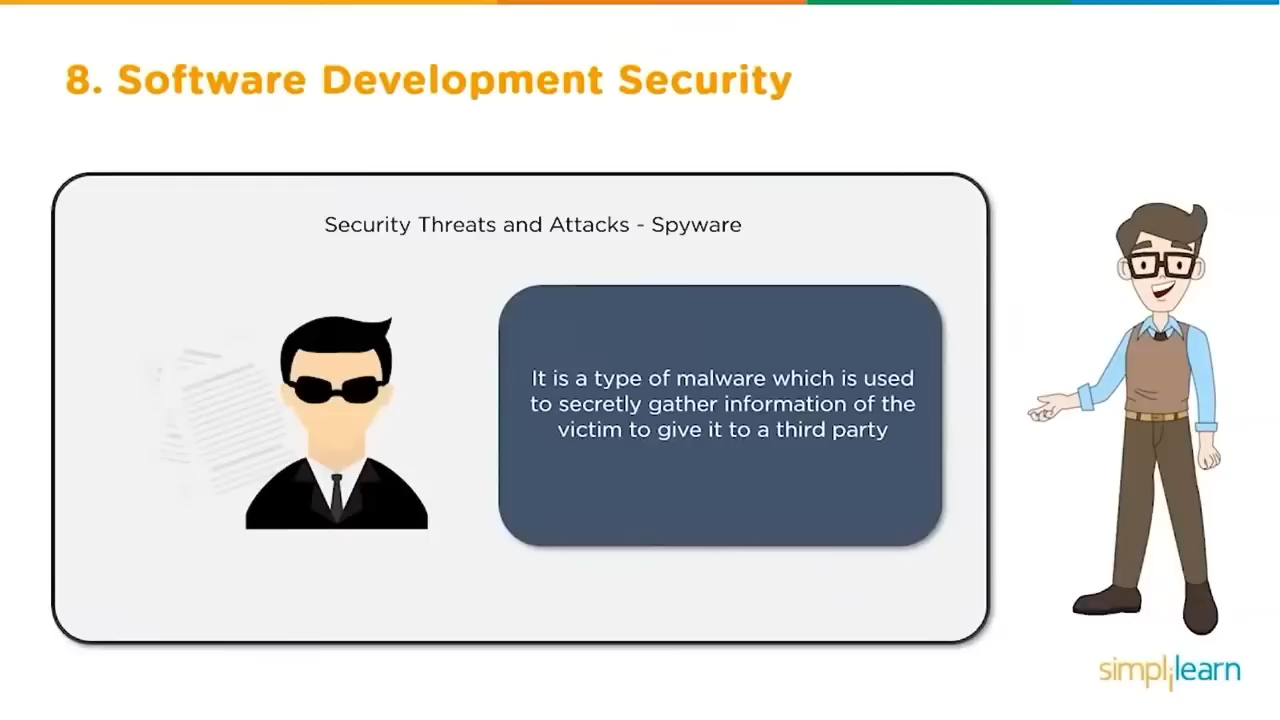 8. Software Development Security
Security Threats and Attacks - Spyware
It is a type of malware which is used
to secretly gather information of the
victim to give it to a third party
simplilearn